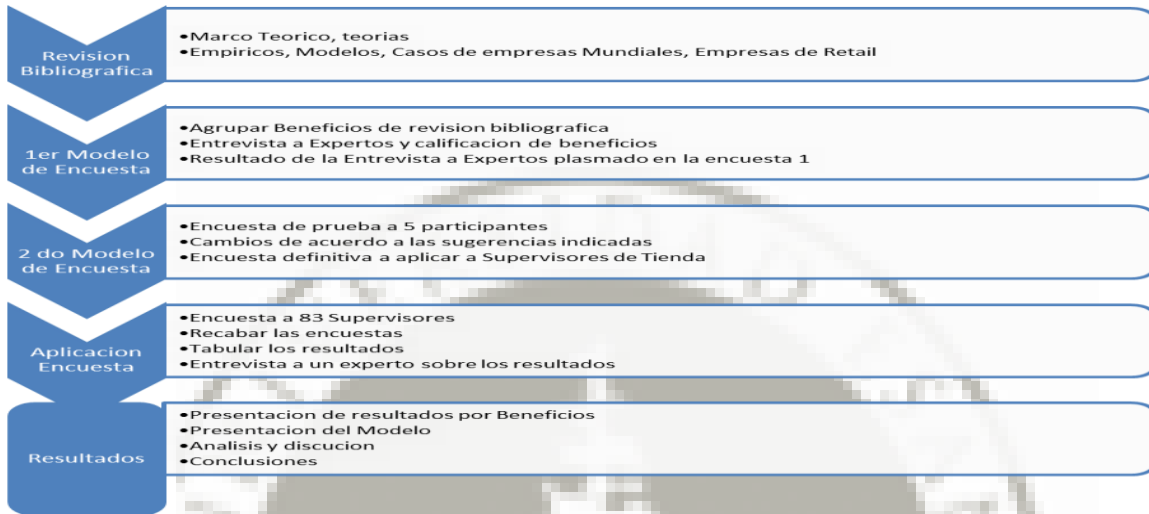 Revision
Bibliografica
•Marco Teorico, teorias
•Empiricos, Modelos, Casos de empresas Mundiales, Empresas de Retail
1er Modelo
de Encuesta
•Agrupar Beneficios de revision bibliografica
•Entrevista a Expertos y calificacion de beneficios
•Resultado de la Entrevista a Expertos plasmado en la encuesta 1
2 do Modelo
de Encuesta
•Encuesta de prueba a 5 participantes
•Cambios de acuerdo a las sugerencias indicadas
•Encuesta definitiva a aplicar a Supervisores de Tienda
Aplicacion
Encuesta
•Encuesta a 83 Supervisores
•Recabar las encuestas
•Tabular los resultados
•Entrevista a un experto sobre los resultados
Resultados
•Presentacion de resultados por Beneficios
•Presentacion del Modelo
•Analisis y discucion
•Conclusiones